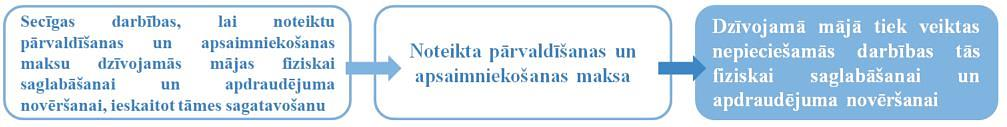 Secīgas darbības, lai noteiktu
pārvaldīšanas un apsaimniekošanas
maksu dzīvojamās mājas fiziskai
saglabāšanai un apdraudējuma
novēršanai, ieskaitot tāmes sagatavošanu
Noteikta pārvaldīšanas un
apsaimniekošanas maksa
Dzīvojamā mājā tiek veiktas
nepieciešamās darbības tās
fiziskai saglabāšanai un
apdraudējuma novēršanai